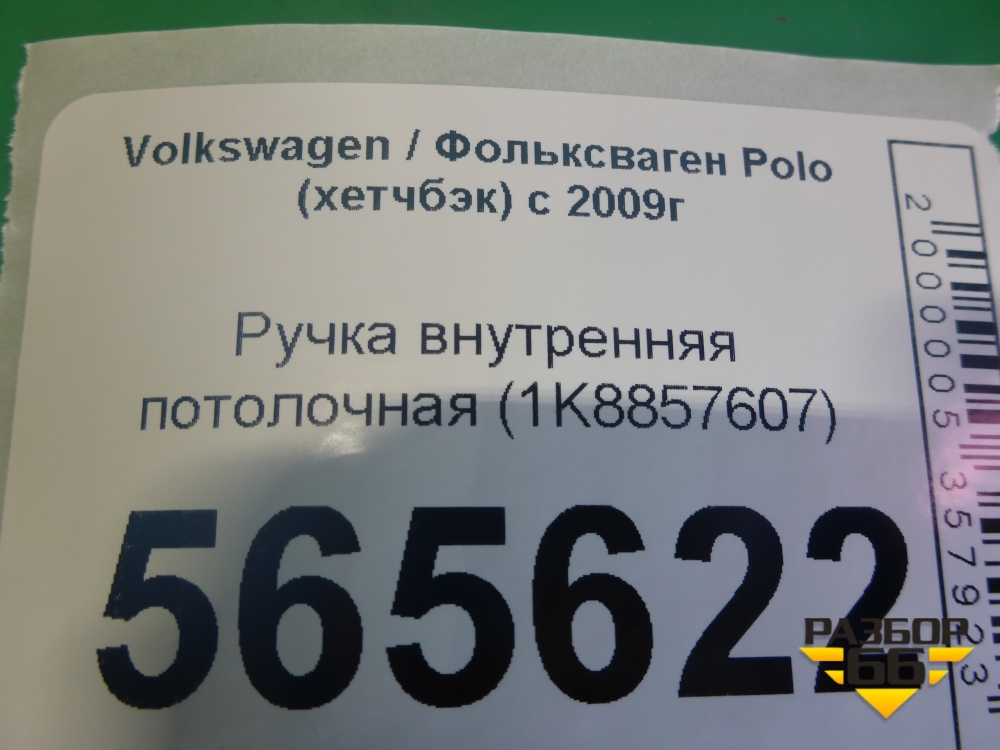 Volkswagen / Фольксваген Polo
(хетчбэк) с 2009г
Ручка внутренняя
потолочная (1K8857607)
565622
2000005357923
РАЗБОР
66